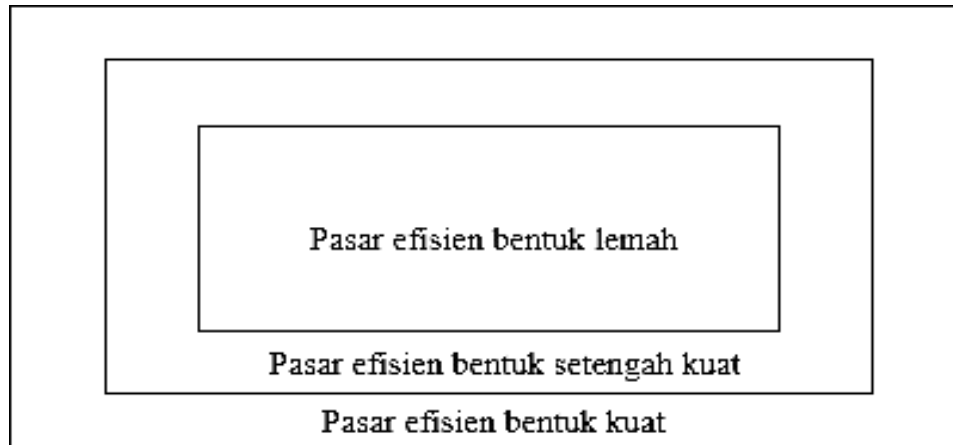 Pasar efisien bentuk lemah
Pasar efisien bentuk setengah kuat
Pasar efisien bentuk kuat